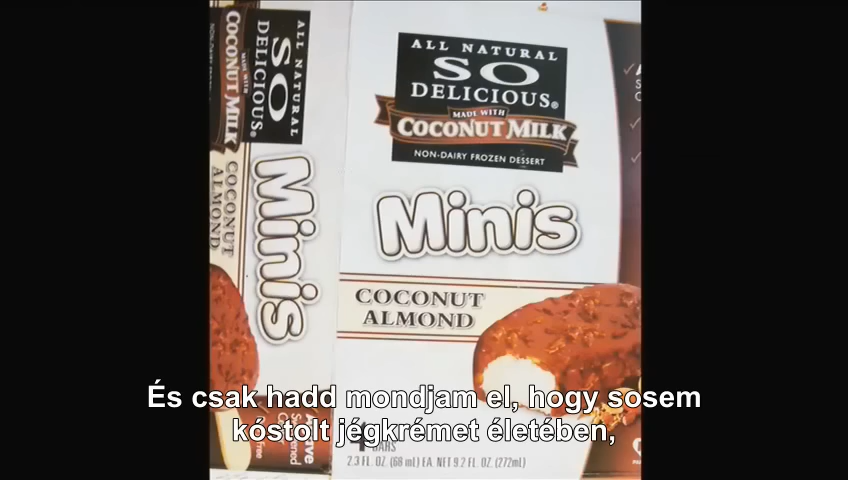 ALL NATURAL
SO
DELICIOUS®
MADE WITH
COCONUT MILK
NON-DAIRY FROZEN DESSERT
Minis
COCONUT
ALMOND
ALL NATURAL
SO
DELICIOUS®
MADE WITH
COCONUT MILK
Minis
COCONUT
ALMOND
És csak hadd mondjam el, hogy sosem
kóstolt jégkrémet életében,
4 BARS
2.3 FL. OZ. (68 mL) EA. NET 9.2 FL. OZ. (272mL)